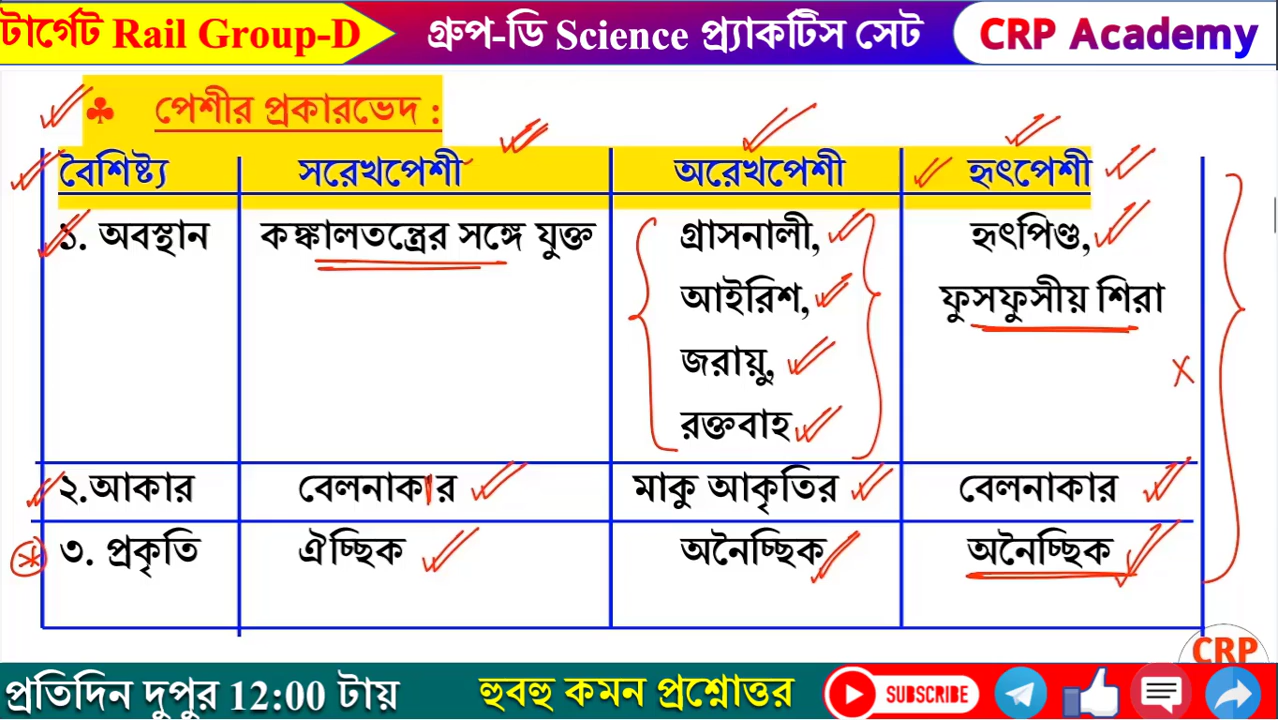 টার্গেট Rail Group-D গ্রুপ-ডি Science প্র্যাকটিস সেট CRP Academy
♣ পেশীর প্রকারভেদ :
বৈশিষ্ট্য সরেখপেশী অরেখপেশী হৃৎপেশী
১. অবস্থান কঙ্কালতন্ত্রের সঙ্গে যুক্ত গ্রাসনালী, হৃৎপিণ্ড,
আইরিশ, ফুসফুসীয় শিরা
জরায়ু,
রক্তবাহ
২.আকার বেলনাকার মাকু আকৃতির বেলনাকার
৩. প্রকৃতি ঐচ্ছিক অনৈচ্ছিক অনৈচ্ছিক
CRP
প্রতিদিন দুপুর 12:00 টায় হুবহু কমন প্রশ্নোত্তর SUBSCRIBE